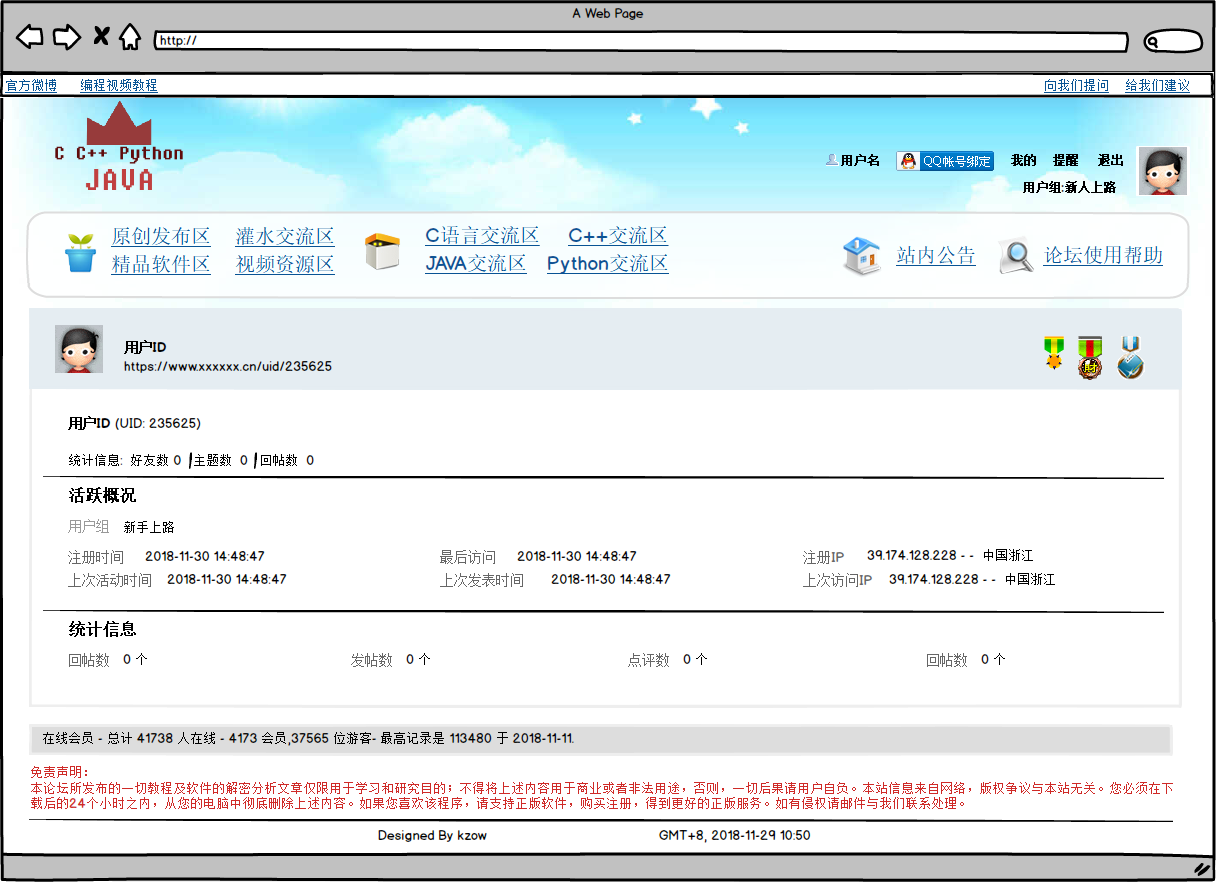 A Web Page
http://
官方微博 编程视频教程 向我们提问 给我们建议
C C++ Python
JAVA
用户名 QQ帐号绑定 我的 提醒 退出
用户组:新人上路
原创发布区 灌水交流区 C语言交流区 C++交流区
精品软件区 视频资源区 JAVA交流区 Python交流区
站内公告 论坛使用帮助
用户ID
https://www.xxxxxx.cn/uid/235625
财
用户ID (UID: 235625)
统计信息: 好友数 0 |主题数 0 |回帖数 0
活跃概况
用户组 新手上路
注册时间 2018-11-30 14:48:47 最后访问 2018-11-30 14:48:47 注册IP 39.174.128.228 - - 中国浙江
上次活动时间 2018-11-30 14:48:47 上次发表时间 2018-11-30 14:48:47 上次访问IP 39.174.128.228 - - 中国浙江
统计信息
回帖数 0 个 发帖数 0 个 点评数 0 个 回帖数 0 个
在线会员 - 总计 41738 人在线 - 4173 会员,37565 位游客- 最高记录是 113480 于 2018-11-11.
免责声明:
本论坛所发布的一切教程及软件的解密分析文章仅限用于学习和研究目的；不得将上述内容用于商业或者非法用途，否则，一切后果请用户自负。本站信息来自网络，版权争议与本站无关。您必须在下
载后的24个小时之内，从您的电脑中彻底删除上述内容。如果您喜欢该程序，请支持正版软件，购买注册，得到更好的正版服务。如有侵权请邮件与我们联系处理。
Designed By kzow GMT+8, 2018-11-29 10:50